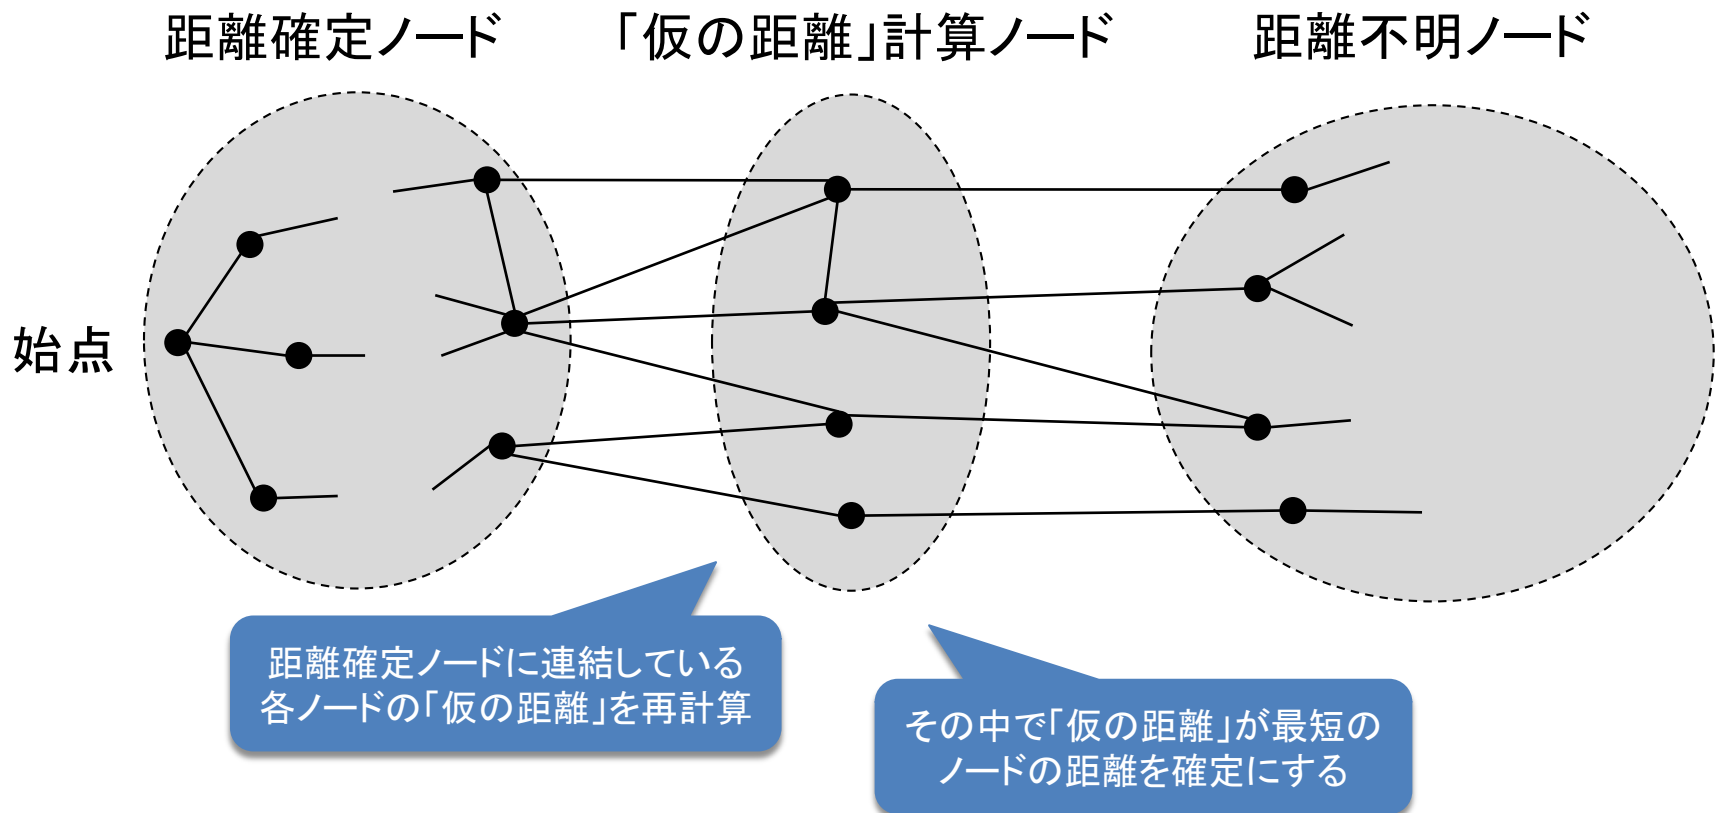 距離確定ノード
「仮の距離」計算ノード
距離不明ノード
始点
距離確定ノードに連結している
各ノードの「仮の距離」を再計算
その中で「仮の距離」が最短の
ノードの距離を確定にする